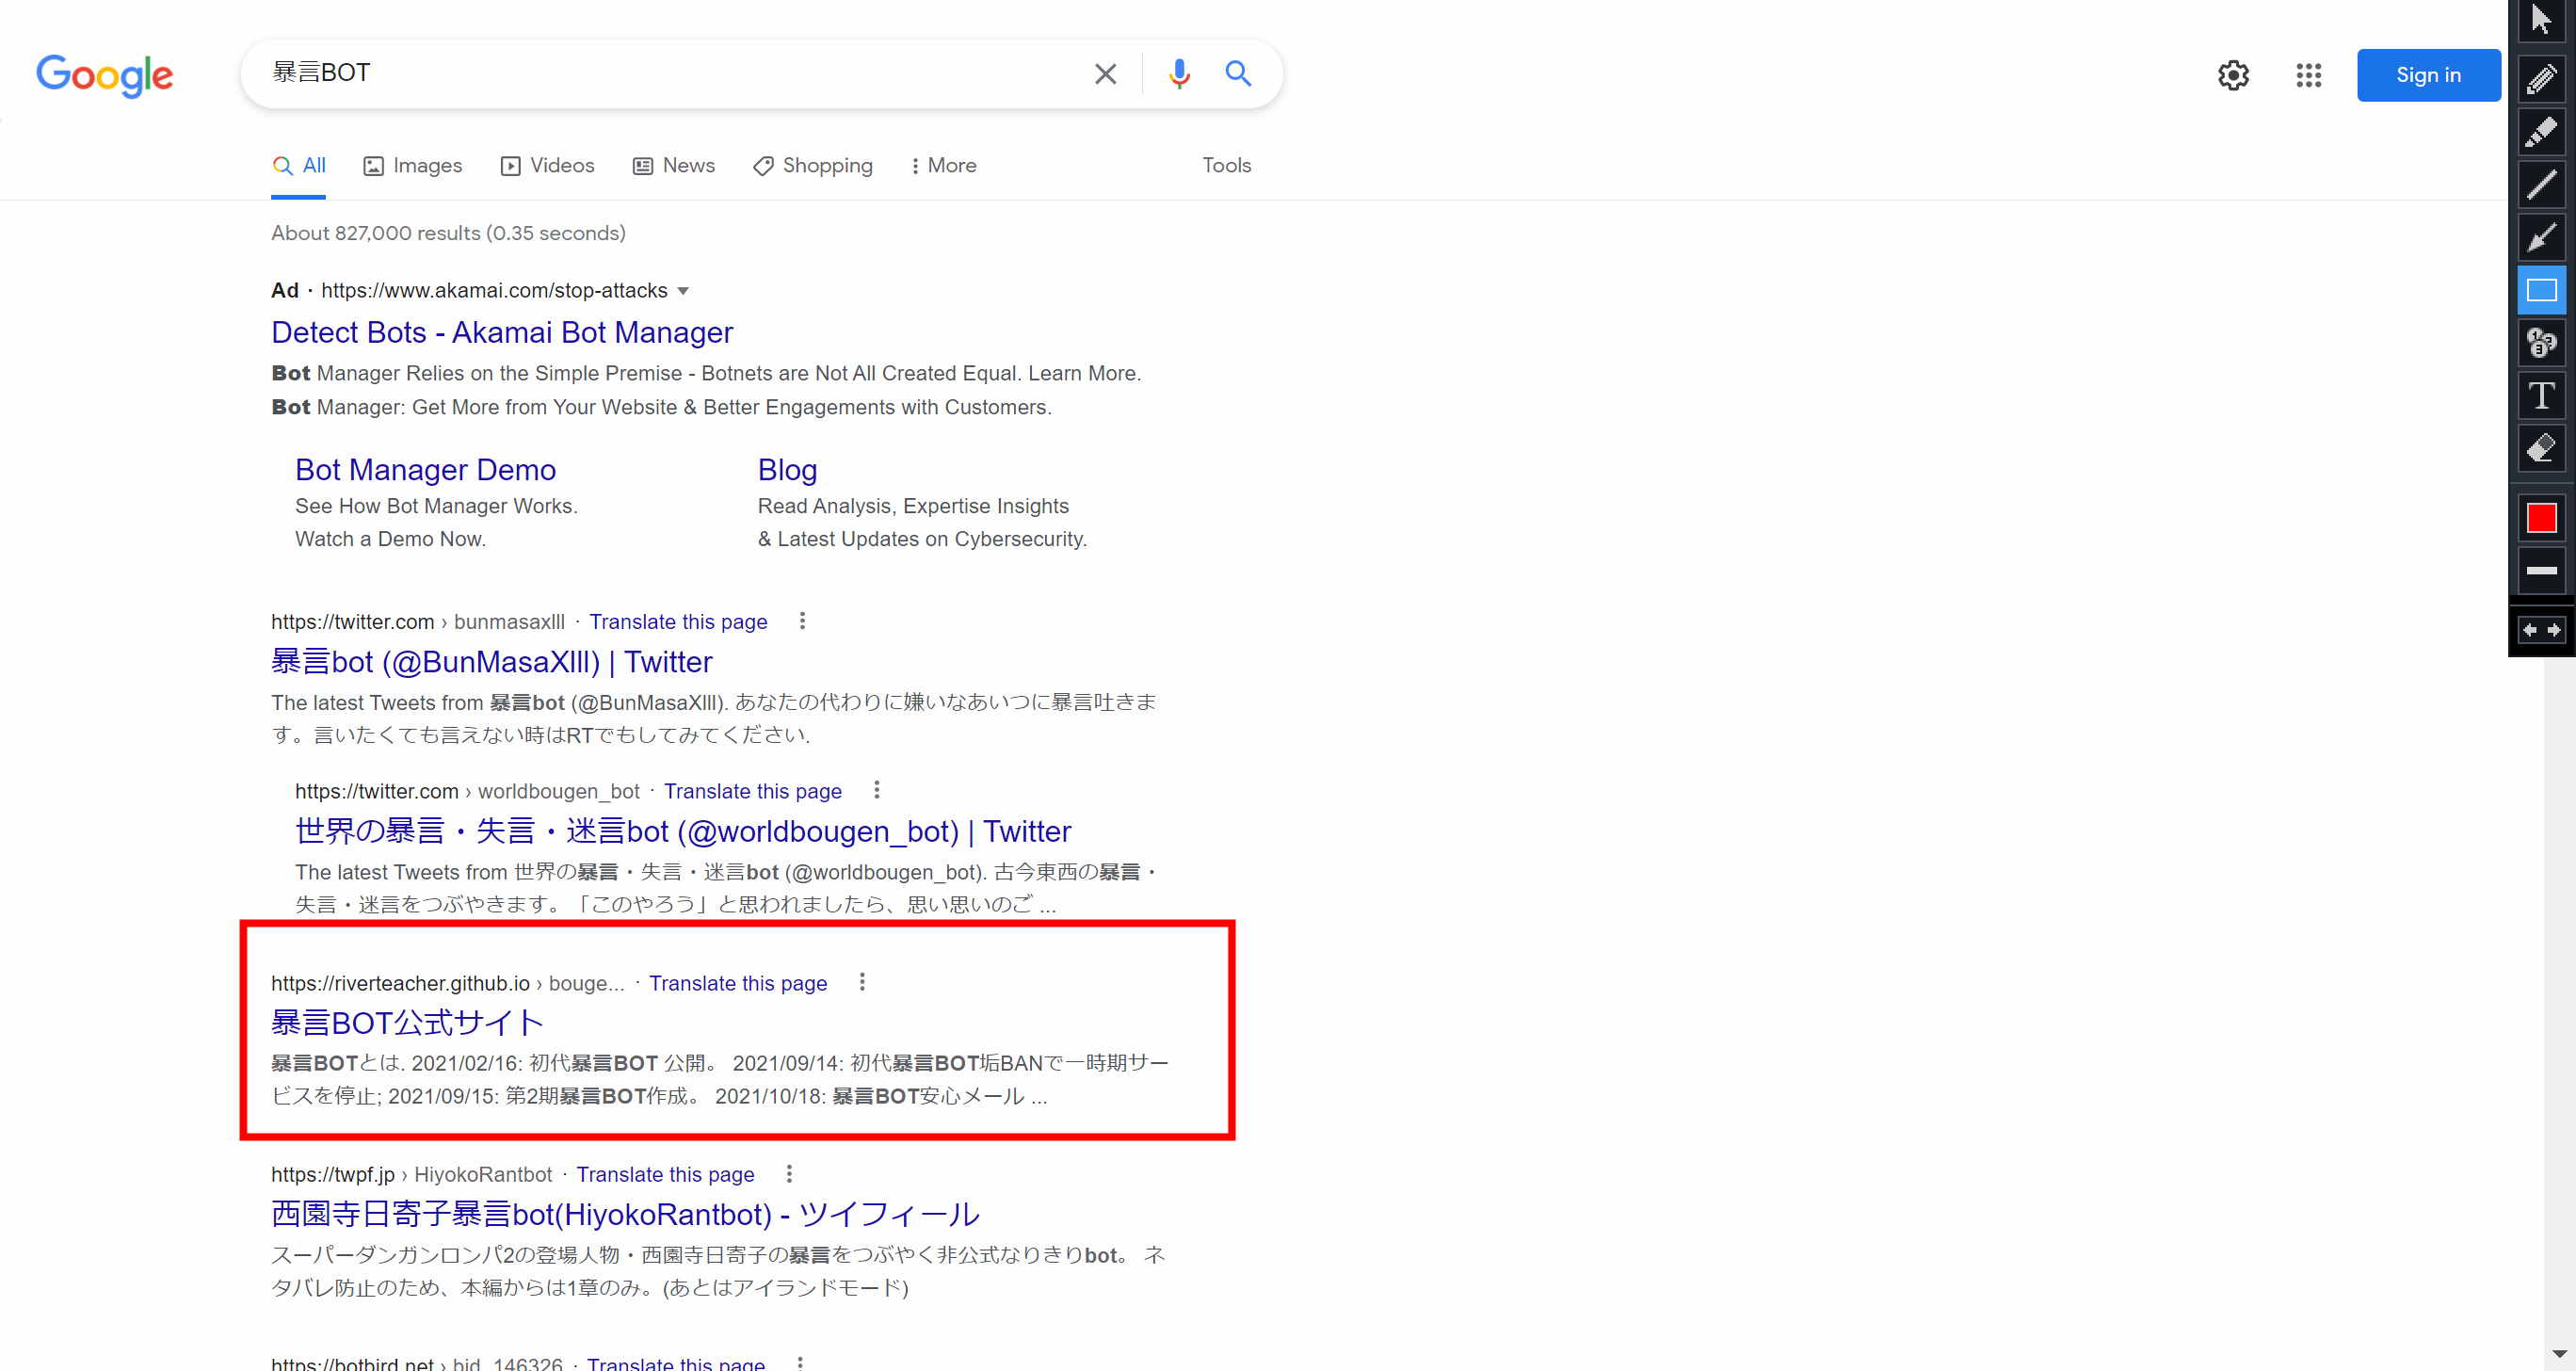 Google
暴言BOT
Sign in
All
Images
Videos
News
Shopping
More
Tools
About 827,000 results (0.35 seconds)
Ad · https://www.akamai.com/stop-attacks
Detect Bots - Akamai Bot Manager
Bot Manager Relies on the Simple Premise - Botnets are Not All Created Equal. Learn More.
Bot Manager: Get More from Your Website & Better Engagements with Customers.
Bot Manager Demo
See How Bot Manager Works.
Watch a Demo Now.
Blog
Read Analysis, Expertise Insights
& Latest Updates on Cybersecurity.
https://twitter.com › bunmasaxlll · Translate this page
暴言bot (@BunMasaXlll) | Twitter
The latest Tweets from 暴言bot (@BunMasaXlll). あなたの代わりに嫌いなあいつに暴言吐きま
す。言いたくても言えない時はRTでもしてみてください.
https://twitter.com › worldbougen_bot · Translate this page
世界の暴言・失言・迷言bot (@worldbougen_bot) | Twitter
The latest Tweets from 世界の暴言・失言・迷言bot (@worldbougen_bot). 古今東西の暴言・
失言・迷言をつぶやきます。「このやろう」と思われましたら、思い思いのご ...
https://riverteacher.github.io › bouge... · Translate this page
暴言BOT公式サイト
暴言BOTとは. 2021/02/16: 初代暴言BOT 公開。 2021/09/14: 初代暴言BOT垢BANで一時期サー
ビスを停止; 2021/09/15: 第2期暴言BOT作成。 2021/10/18: 暴言BOT安心メール ...
https://twpf.jp › HiyokoRantbot · Translate this page
西園寺日寄子暴言bot(HiyokoRantbot) - ツイフィール
スーパーダンガンロンパ2の登場人物・西園寺日寄子の暴言をつぶやく非公式なりきりbot。 ネ
タバレ防止のため、本編からは1章のみ。(あとはアイランドモード)
https://botbird.net › bid_146326 · Translate this page
T